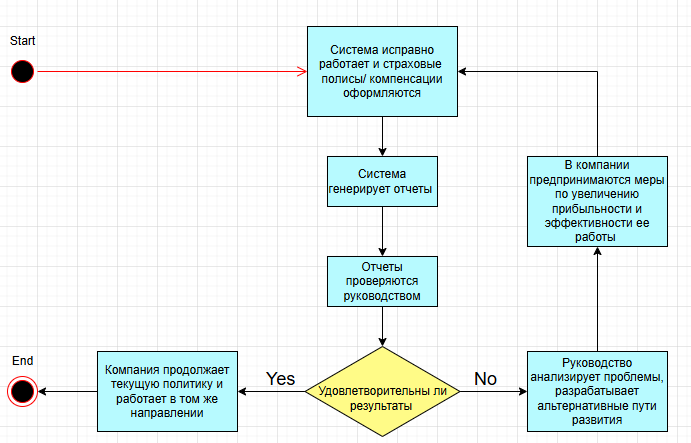 Start
Система исправно
работает и страховые
полисы/ компенсации
оформляются
Система
генерирует отчеты
В компании
предпринимаются меры
по увеличению
прибыльности и
эффективности ее
работы
Отчеты
проверяются
руководством
End
Компания продолжает
текущую политику и
работает в том же
направлении
Yes
Удовлетворительны ли
результаты
No
Руководство
анализирует проблемы,
разрабатывает
альтернативные пути
развития